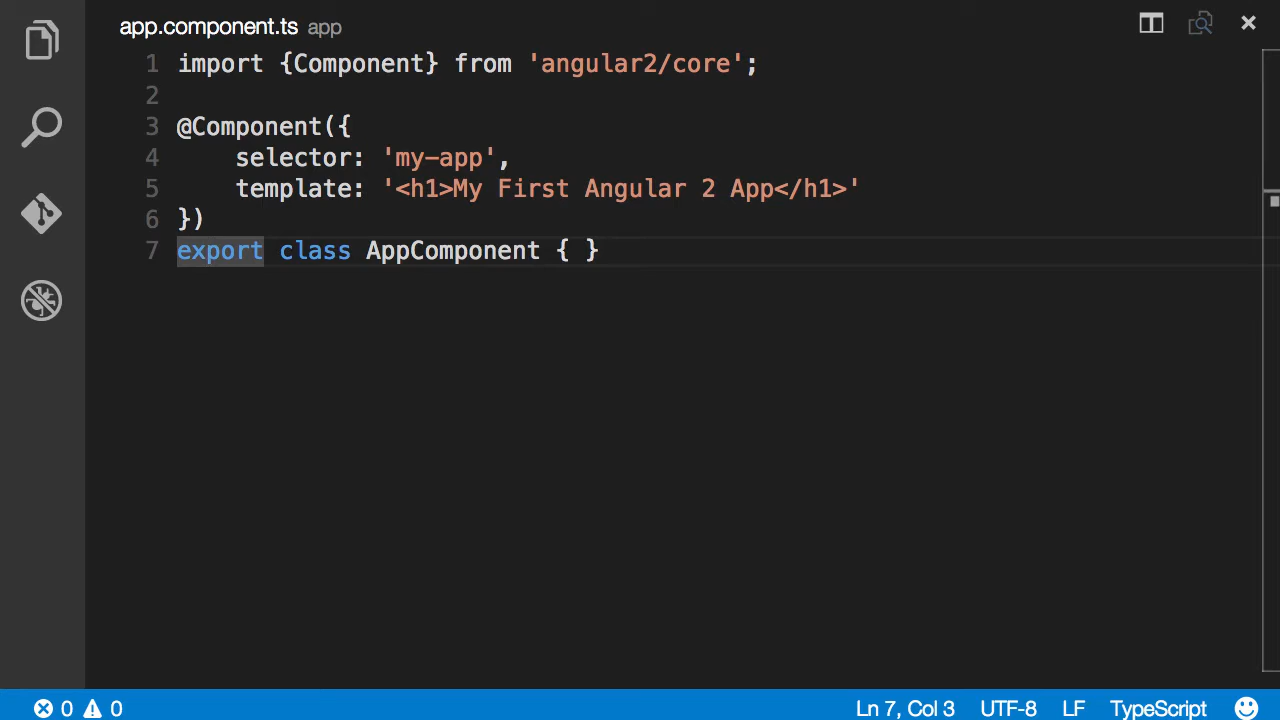 app.component.ts app
1 import {Component} from 'angular2/core';
2
3 @Component({
4     selector: 'my-app',
5     template: '<h1>My First Angular 2 App</h1>'
6 })
7 export class AppComponent { }
0 0 Ln 7, Col 3 UTF-8 LF TypeScript